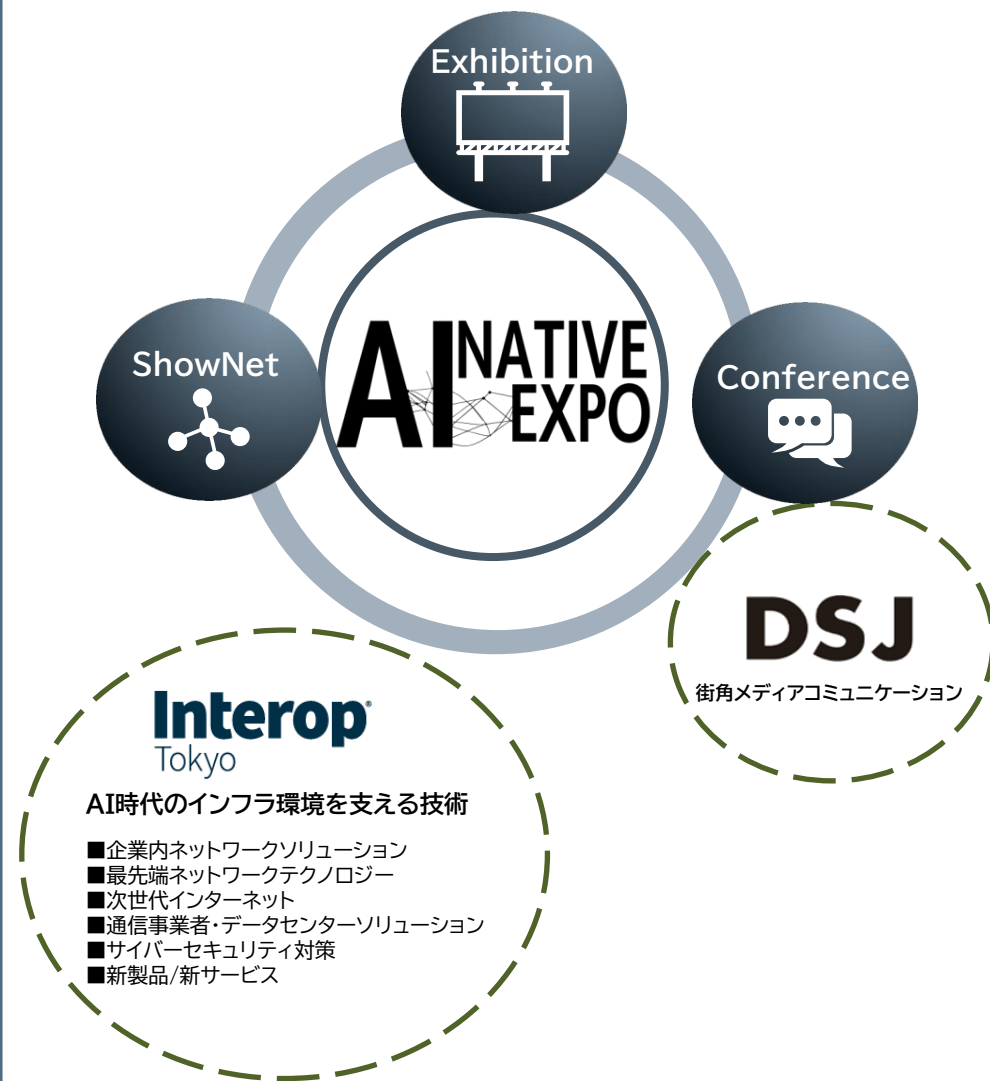 Exhibition
ShowNet
AI NATIVE
EXPO
Conference
DSJ
街角メディアコミュニケーション
Interop®
Tokyo
AI時代のインフラ環境を支える技術
■企業内ネットワークソリューション
■最先端ネットワークテクノロジー
■次世代インターネット
■通信事業者・データセンターソリューション
■サイバーセキュリティ対策
■新製品/新サービス